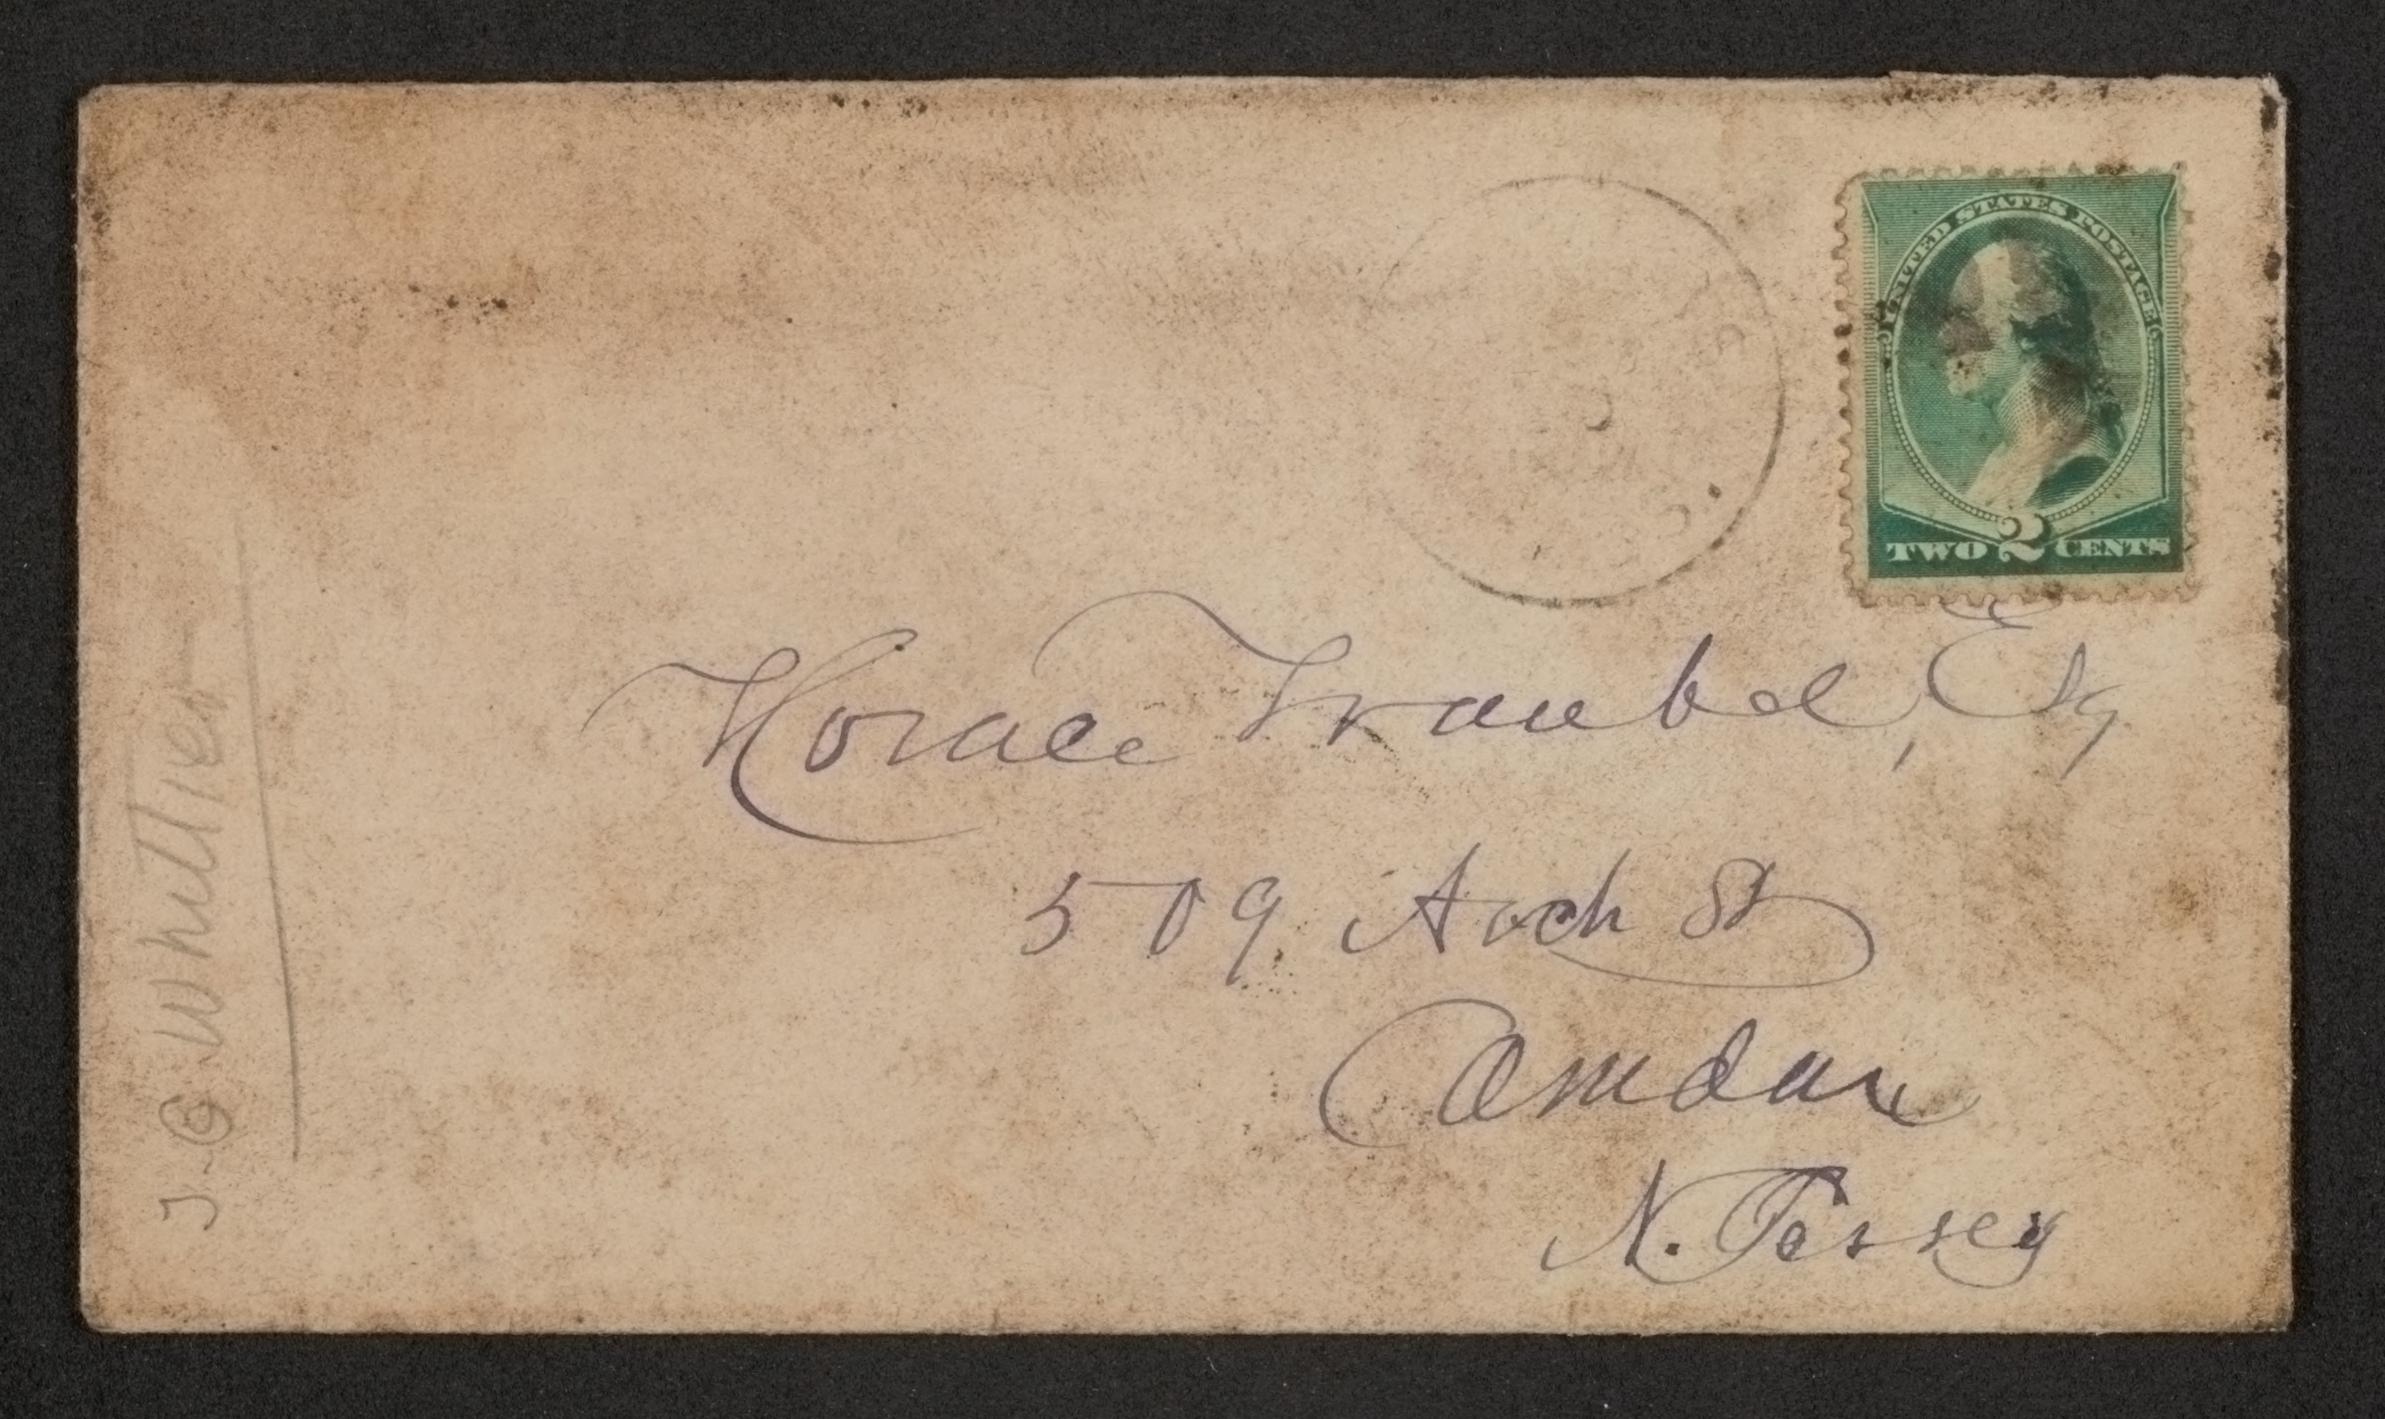 UNITED STATES POSTAGE
TWO 2 CENTS
Horace Traubel, Esq
509 Arch St
Camden
N. Jersey
J. G. Whittier